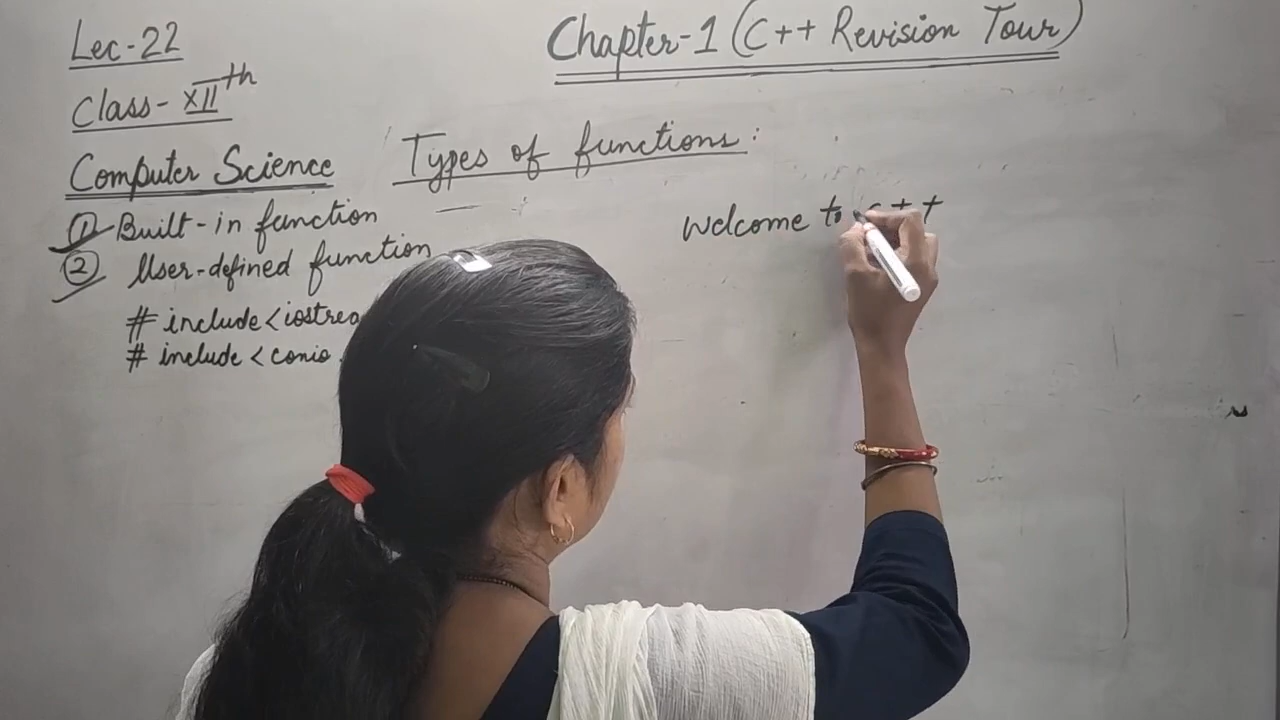 Lec-22
Chapter-1 (C++ Revision Tour)
Class- XIIth
Computer Science
Types of functions:
① Built-in function
② User-defined function
# include <iostrea
# include < conio
Welcome to c++